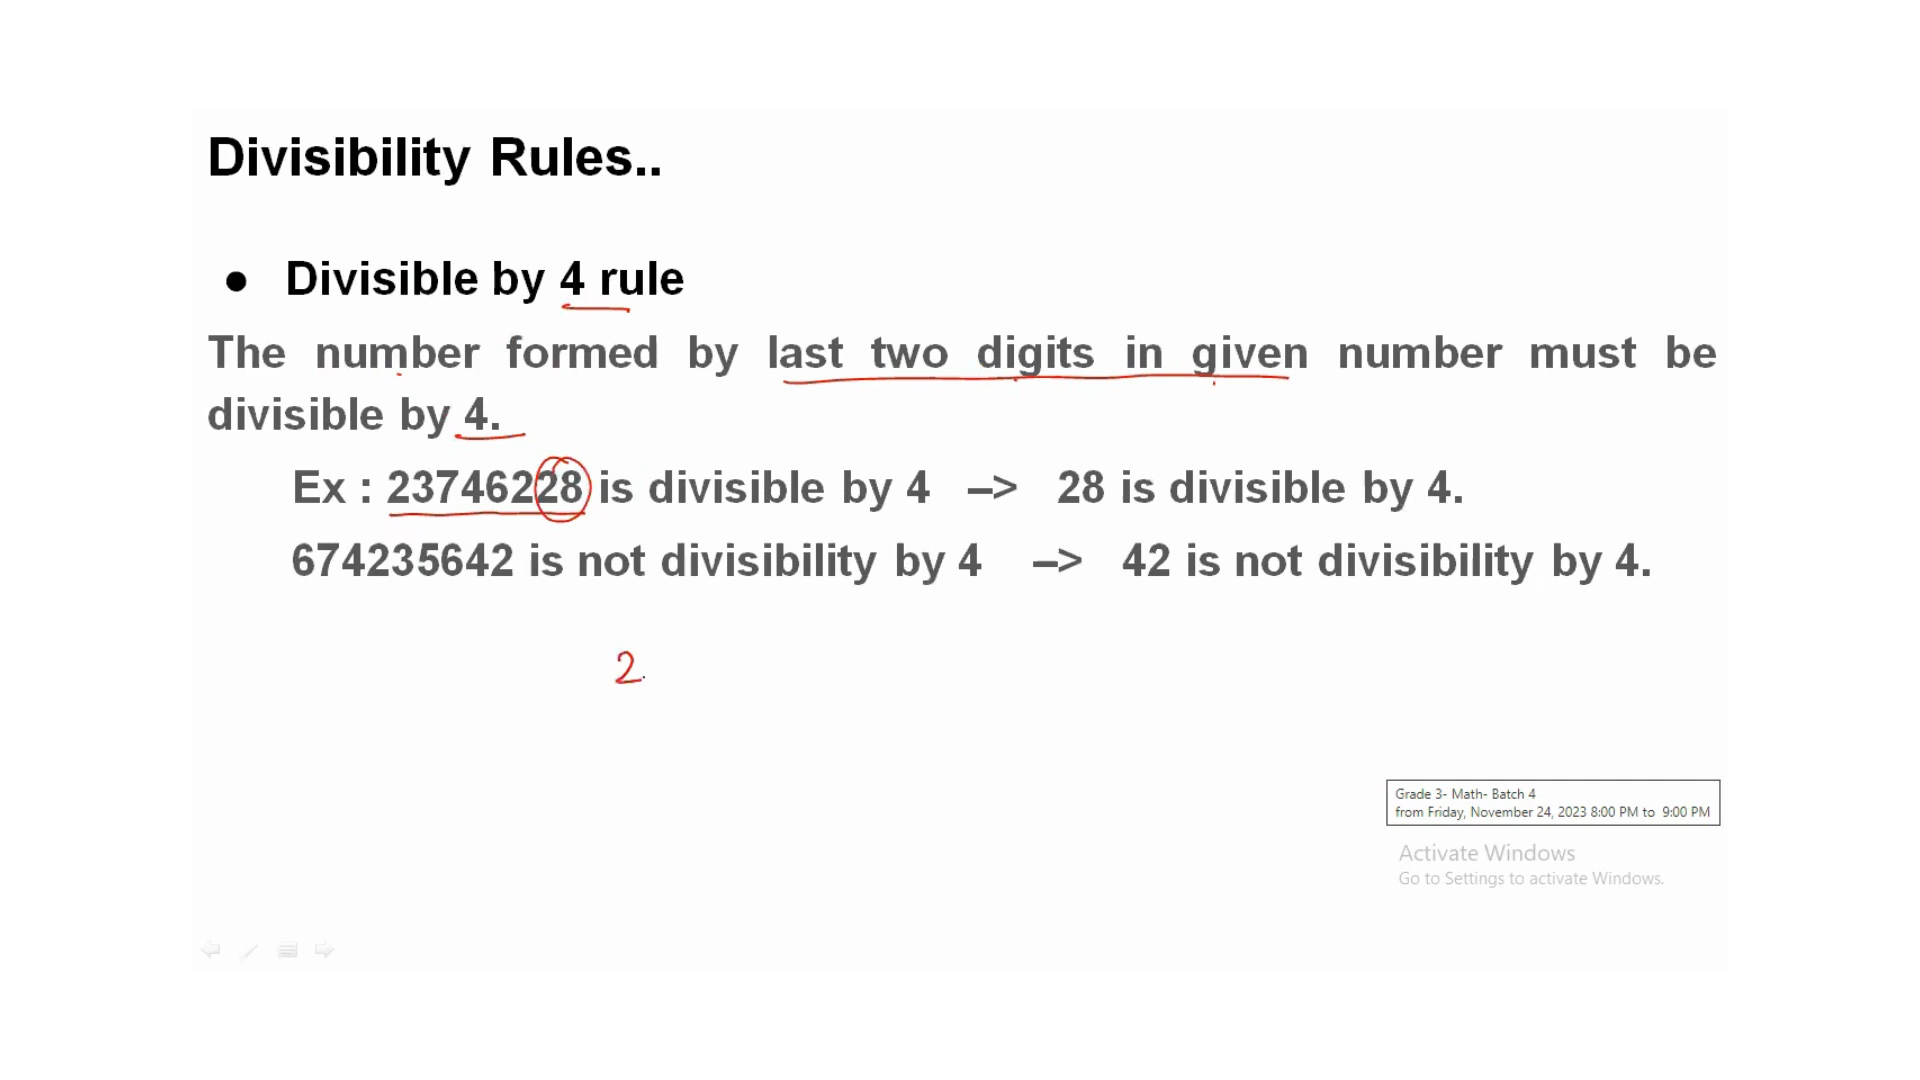 Divisibility Rules..
● Divisible by 4 rule
The number formed by last two digits in given number must be
divisible by 4.
Ex : 23746228 is divisible by 4 –> 28 is divisible by 4.
674235642 is not divisibility by 4 –> 42 is not divisibility by 4.
2
Grade 3- Math- Batch 4
from Friday, November 24, 2023 8:00 PM to 9:00 PM
Activate Windows
Go to Settings to activate Windows.